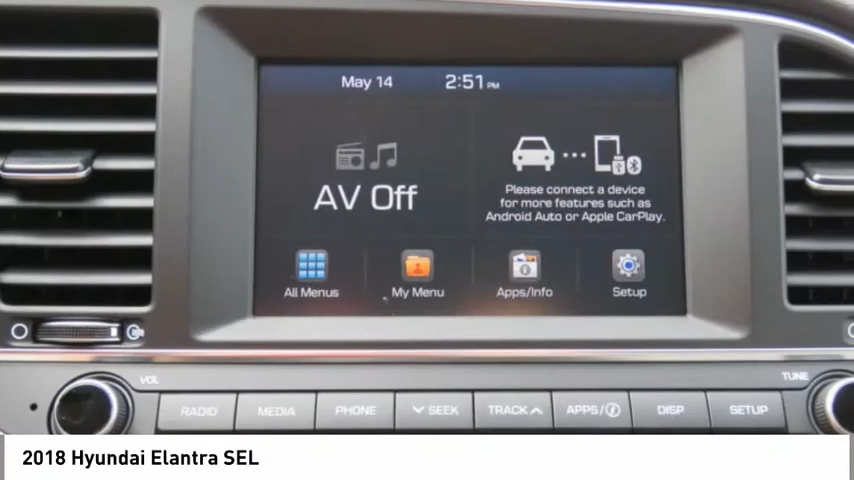 May 14 2:51 PM
AV Off
Please connect a device
for more features such as
Android Auto or Apple CarPlay.
All Menus My Menu Apps/Info Setup
VOL TUNE
RADIO MEDIA PHONE SEEK TRACK APPS/i DISP SETUP
2018 Hyundai Elantra SEL